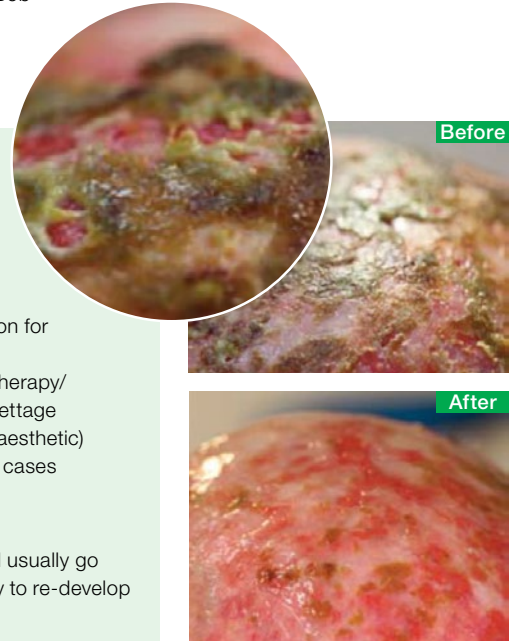 Before
on for
herapy/
ettage
aesthetic)
cases
After
usually go
y to re-develop